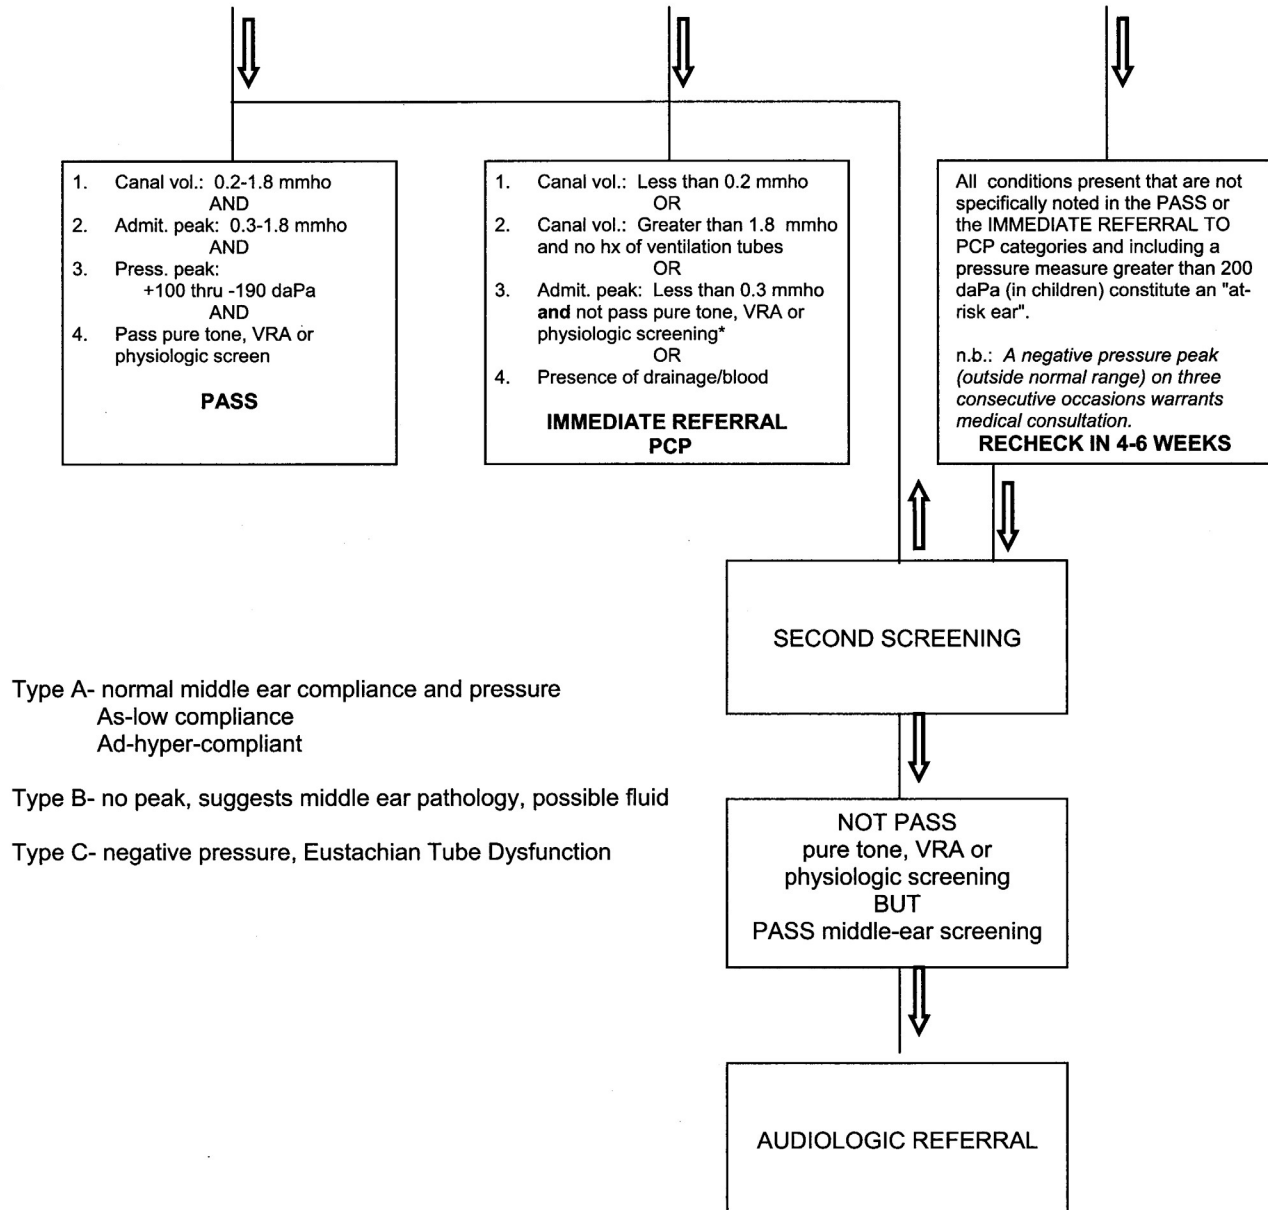 1. Canal vol.: 0.2-1.8 mmho
AND
2. Admit. peak: 0.3-1.8 mmho
AND
3. Press. peak:
+100 thru -190 daPa
AND
4. Pass pure tone, VRA or
physiologic screen
PASS
1. Canal vol.: Less than 0.2 mmho
OR
2. Canal vol.: Greater than 1.8 mmho
and no hx of ventilation tubes
OR
3. Admit. peak: Less than 0.3 mmho
and not pass pure tone, VRA or
physiologic screening*
OR
4. Presence of drainage/blood
IMMEDIATE REFERRAL
PCP
All conditions present that are not
specifically noted in the PASS or
the IMMEDIATE REFERRAL TO
PCP categories and including a
pressure measure greater than 200
daPa (in children) constitute an "at-
risk ear".
n.b.: A negative pressure peak
(outside normal range) on three
consecutive occasions warrants
medical consultation.
RECHECK IN 4-6 WEEKS
SECOND SCREENING
Type A- normal middle ear compliance and pressure
As-low compliance
Ad-hyper-compliant
Type B- no peak, suggests middle ear pathology, possible fluid
Type C- negative pressure, Eustachian Tube Dysfunction
NOT PASS
pure tone, VRA or
physiologic screening
BUT
PASS middle-ear screening
AUDIOLOGIC REFERRAL